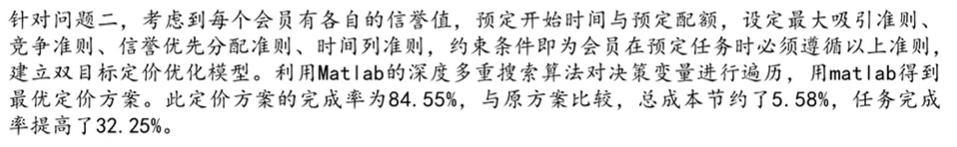 针对问题二，考虑到每个会员有各自的信誉值，预定开始时间与预定配额，设定最大吸引准则、
竞争准则、信誉优先分配准则、时间列准则，约束条件即为会员在预定任务时必须遵循以上准则，
建立双目标定价优化模型。利用Matlab的深度多重搜索算法对决策变量进行遍历，用matlab得到
最优定价方案。此定价方案的完成率为84.55%，与原方案比较，总成本节约了5.58%，任务完成
率提高了32.25%。